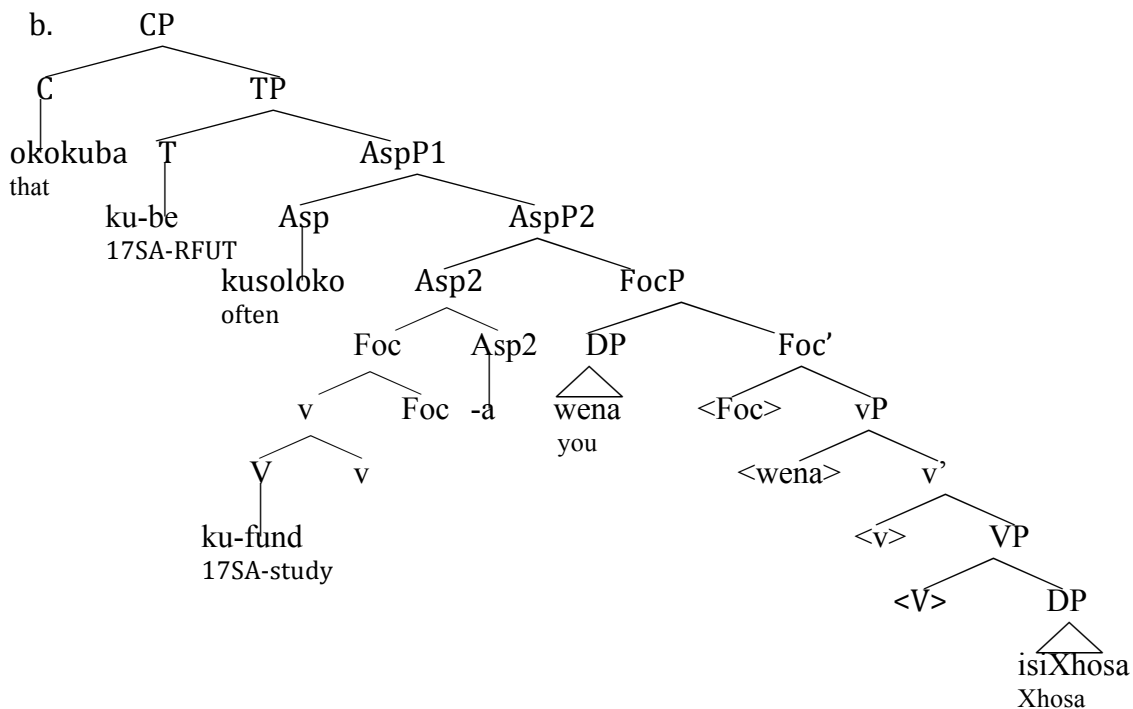 b. CP
C TP
okokuba T AspP1
that
ku-be Asp AspP2
17SA-RFUT
kusoloko Asp2 FocP
often
Foc Asp2 DP Foc’
v Foc -a wena <Foc> vP
you
V v <wena> v’
ku-fund <v> VP
17SA-study
<V> DP
isiXhosa
Xhosa